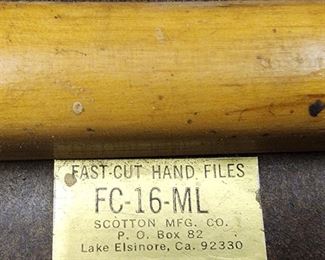 FAST-CUT HAND FILES
FC-16-ML
SCOTTON MFG. CO.
P. O. Box 82
Lake Elsinore, Ca. 92330